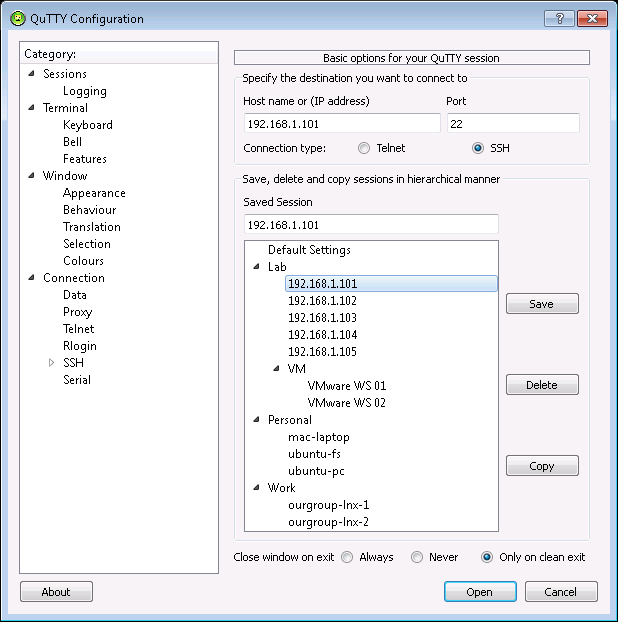 QuTTY Configuration
Category:
Sessions
Logging
Terminal
Keyboard
Bell
Features
Window
Appearance
Behaviour
Translation
Selection
Colours
Connection
Data
Proxy
Telnet
Rlogin
SSH
Serial
Basic options for your QuTTY session
Specify the destination you want to connect to
Host name or (IP address) Port
192.168.1.101 22
Connection type: Telnet SSH
Save, delete and copy sessions in hierarchical manner
Saved Session
192.168.1.101
Default Settings
Lab
192.168.1.101
192.168.1.102
192.168.1.103
192.168.1.104
192.168.1.105
VM
VMware WS 01
VMware WS 02
Personal
mac-laptop
ubuntu-fs
ubuntu-pc
Work
ourgroup-lnx-1
ourgroup-lnx-2
Save
Delete
Copy
Close window on exit Always Never Only on clean exit
About Open Cancel